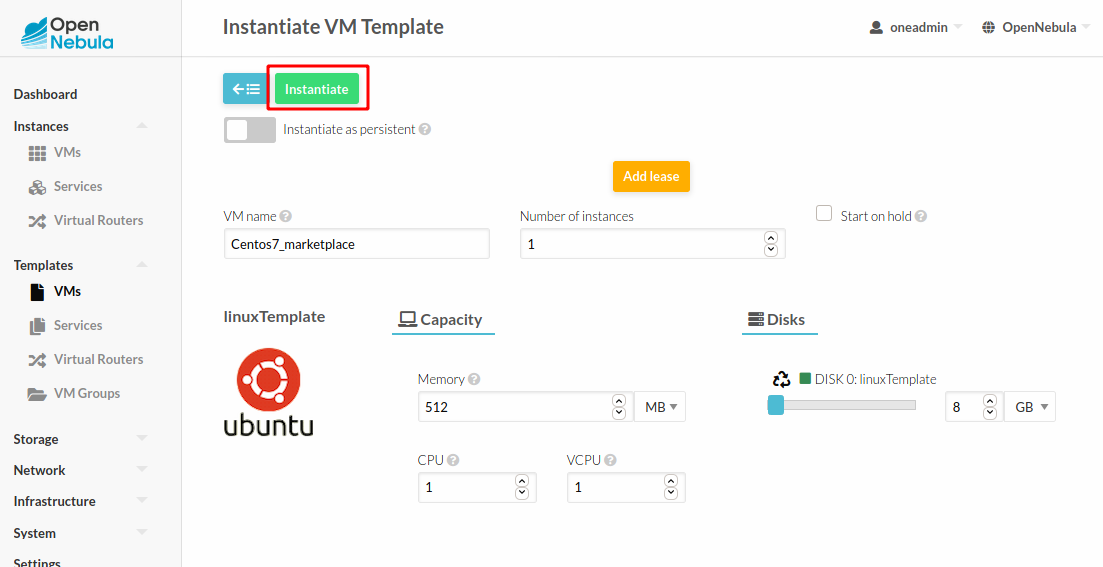 Open
Nebula
Instantiate VM Template
oneadmin
OpenNebula
Dashboard
Instances
VMs
Services
Virtual Routers
Templates
VMs
Services
Virtual Routers
VM Groups
Storage
Network
Infrastructure
System
Settings
Instantiate
Instantiate as persistent ?
Add lease
VM name ?
Centos7_marketplace
Number of instances
1
Start on hold ?
linuxTemplate
ubuntu
Capacity
Memory ?
512
MB
CPU ?
1
VCPU ?
1
Disks
DISK 0: linuxTemplate
8
GB